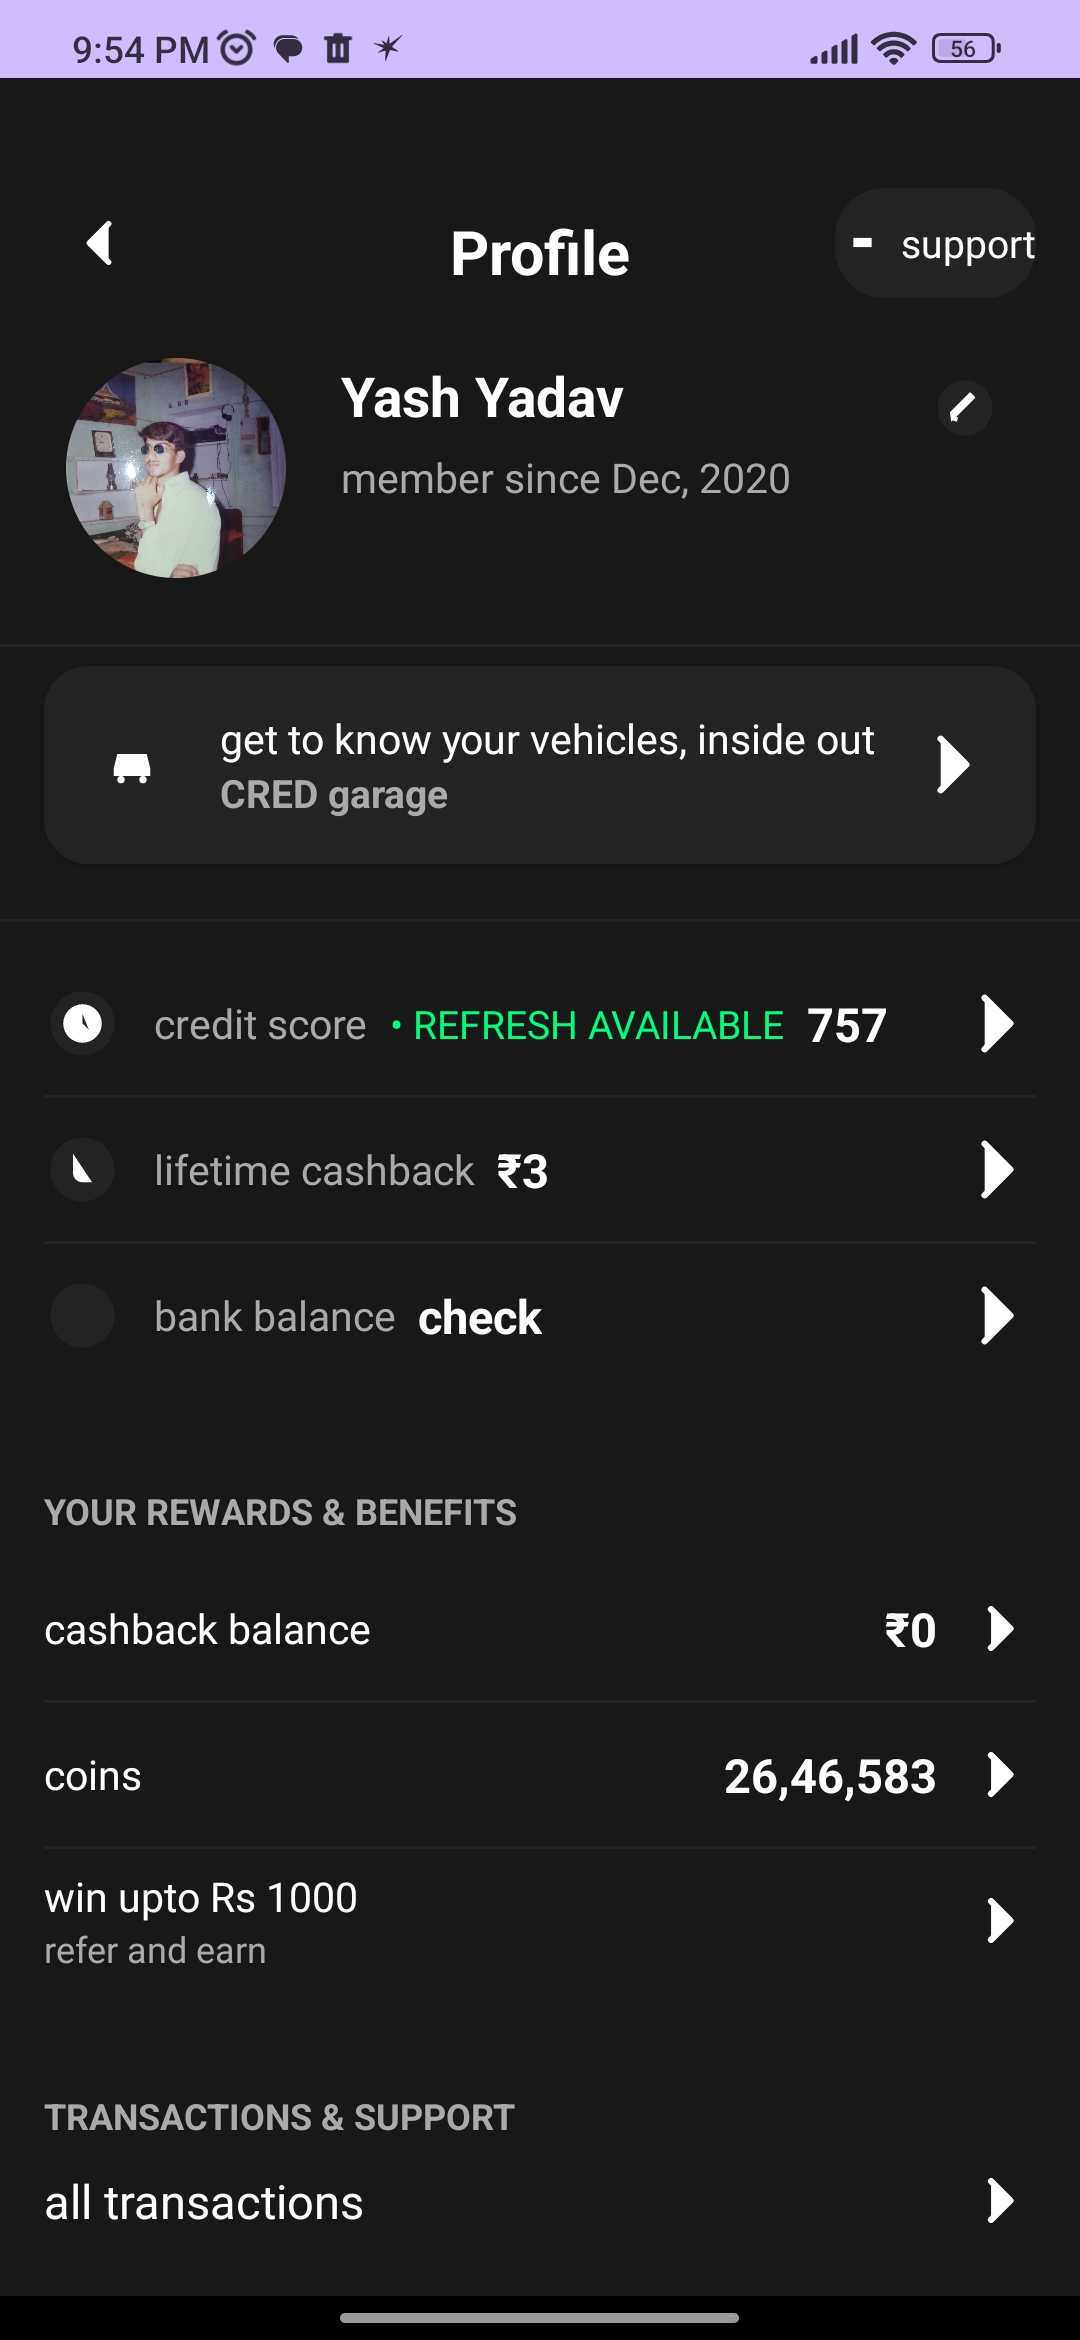 9:54 PM
56
Profile
support
Yash Yadav
member since Dec, 2020
get to know your vehicles, inside out
CRED garage
credit score • REFRESH AVAILABLE 757
lifetime cashback ₹3
bank balance check
YOUR REWARDS & BENEFITS
cashback balance ₹0
coins 26,46,583
win upto Rs 1000
refer and earn
TRANSACTIONS & SUPPORT
all transactions